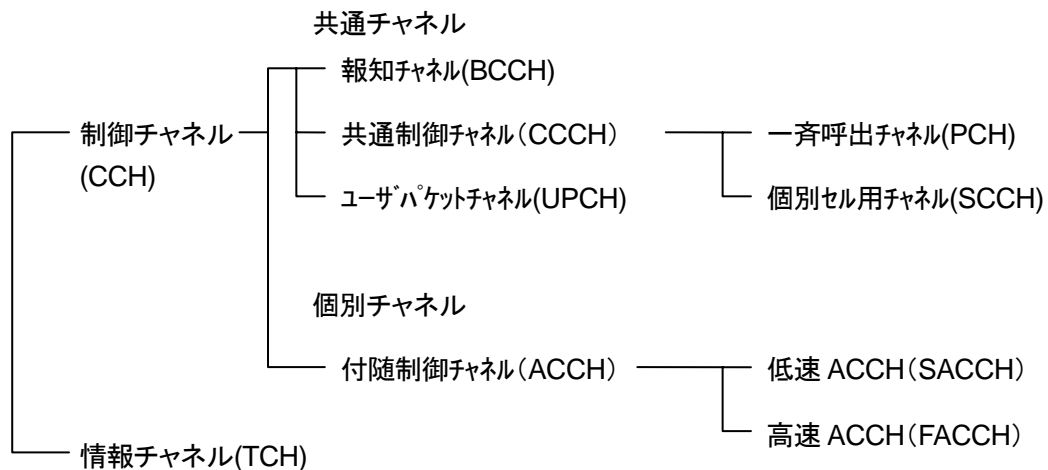 共通チャネル
報知ﾁｬﾈﾙ(BCCH)
制御チャネル
(CCH)
共通制御ﾁｬﾈﾙ（CCCH）
一斉呼出ﾁｬﾈﾙ(PCH)
ﾕｰｻﾞﾊﾟｹｯﾄﾁｬﾈﾙ(UPCH)
個別ｾﾙ用ﾁｬﾈﾙ(SCCH)
個別チャネル
付随制御ﾁｬﾈﾙ（ACCH）
低速 ACCH（SACCH）
高速 ACCH（FACCH）
情報チャネル(TCH)